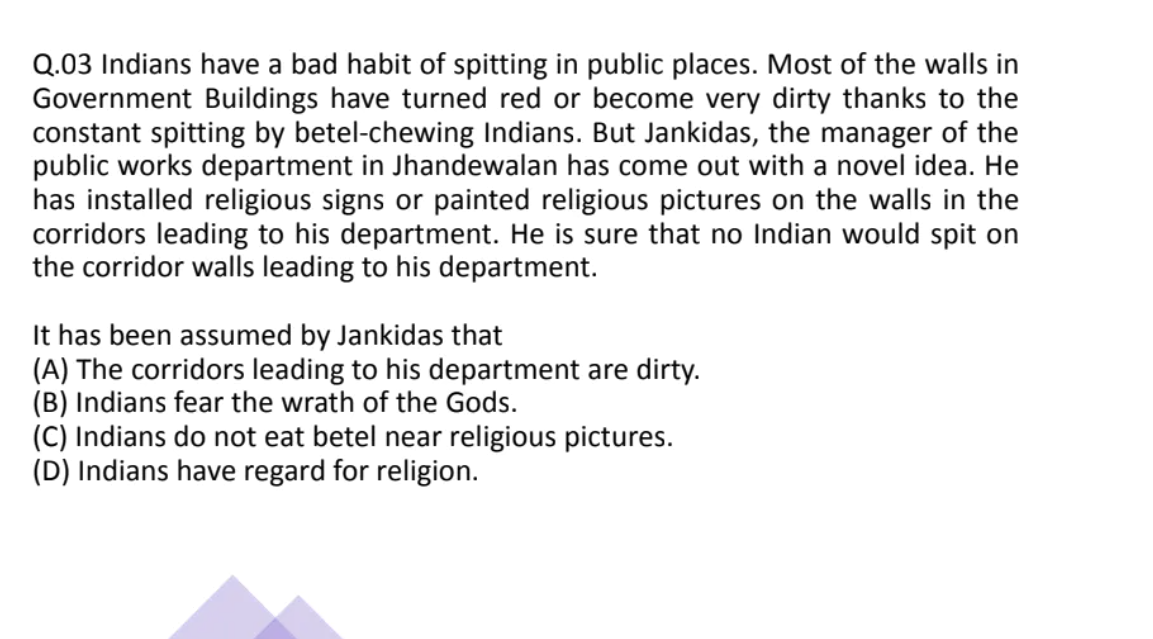 Q.03 Indians have a bad habit of spitting in public places. Most of the walls in
Government Buildings have turned red or become very dirty thanks to the
constant spitting by betel-chewing Indians. But Jankidas, the manager of the
public works department in Jhandewalan has come out with a novel idea. He
has installed religious signs or painted religious pictures on the walls in the
corridors leading to his department. He is sure that no Indian would spit on
the corridor walls leading to his department.
It has been assumed by Jankidas that
(A) The corridors leading to his department are dirty.
(B) Indians fear the wrath of the Gods.
(C) Indians do not eat betel near religious pictures.
(D) Indians have regard for religion.